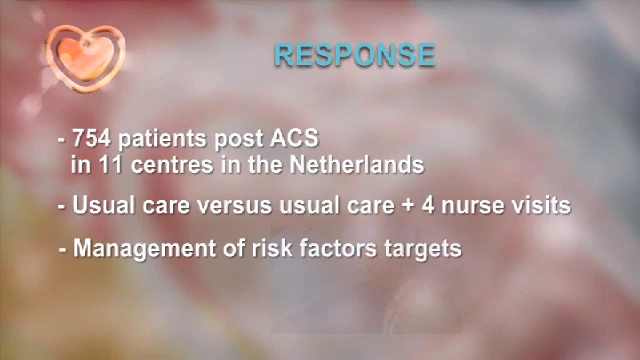 RESPONSE
- 754 patients post ACS
in 11 centres in the Netherlands
- Usual care versus usual care + 4 nurse visits
- Management of risk factors targets